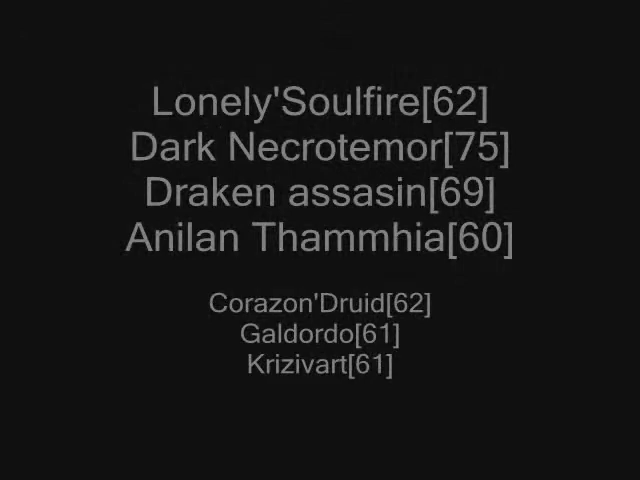 Lonely'Soulfire[62]
Dark Necrotemor[75]
Draken assasin[69]
Anilan Thammhia[60]
Corazon'Druid[62]
Galdordo[61]
Krizivart[61]